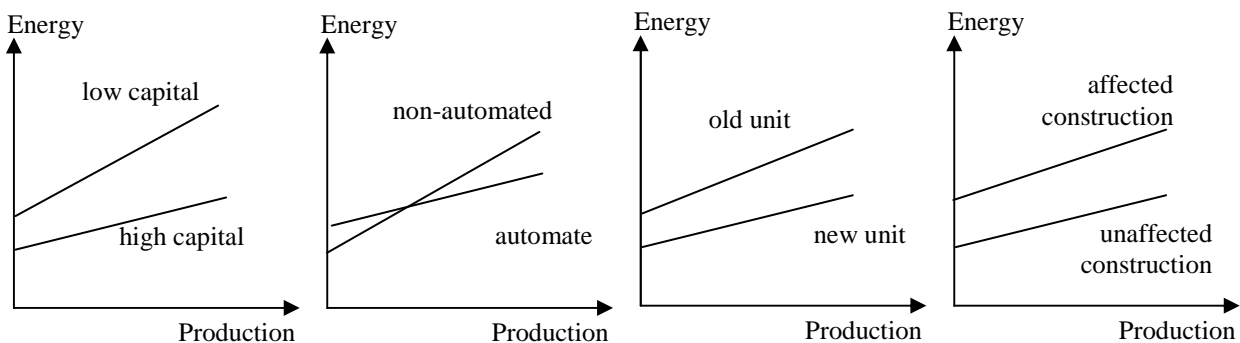 Energy
low capital
high capital
Production
Energy
non-automated
automate
Production
Energy
old unit
new unit
Production
Energy
affected
construction
unaffected
construction
Production